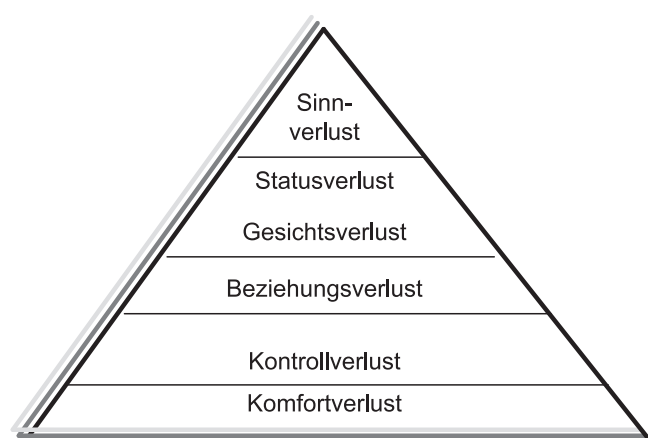 Sinn-
verlust
Statusverlust
Gesichtsverlust
Beziehungsverlust
Kontrollverlust
Komfortverlust